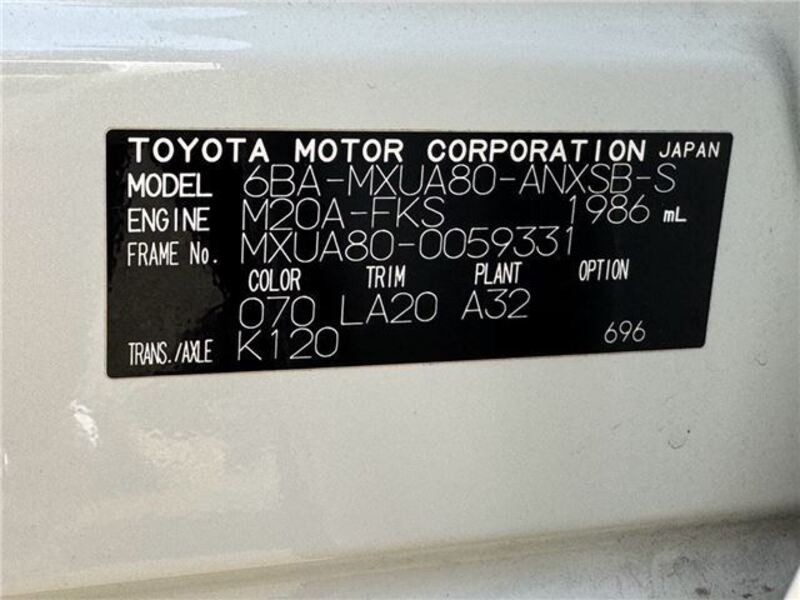 TOYOTA MOTOR CORPORATION JAPAN
MODEL 6BA-MXUA80-ANXSB-S
ENGINE M20A-FKS 1986 mL
FRAME No. MXUA80-0059331
COLOR TRIM PLANT OPTION
070 LA20 A32
TRANS./AXLE K120 696